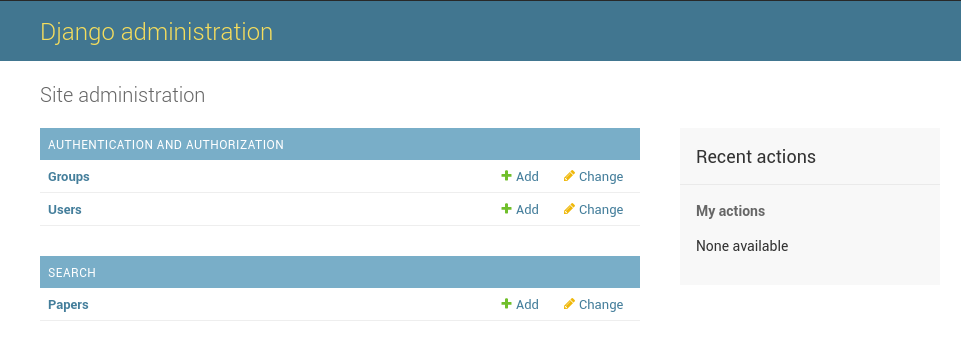 Django administration
Site administration
AUTHENTICATION AND AUTHORIZATION
Groups Add Change
Users Add Change
SEARCH
Papers Add Change
Recent actions
My actions
None available